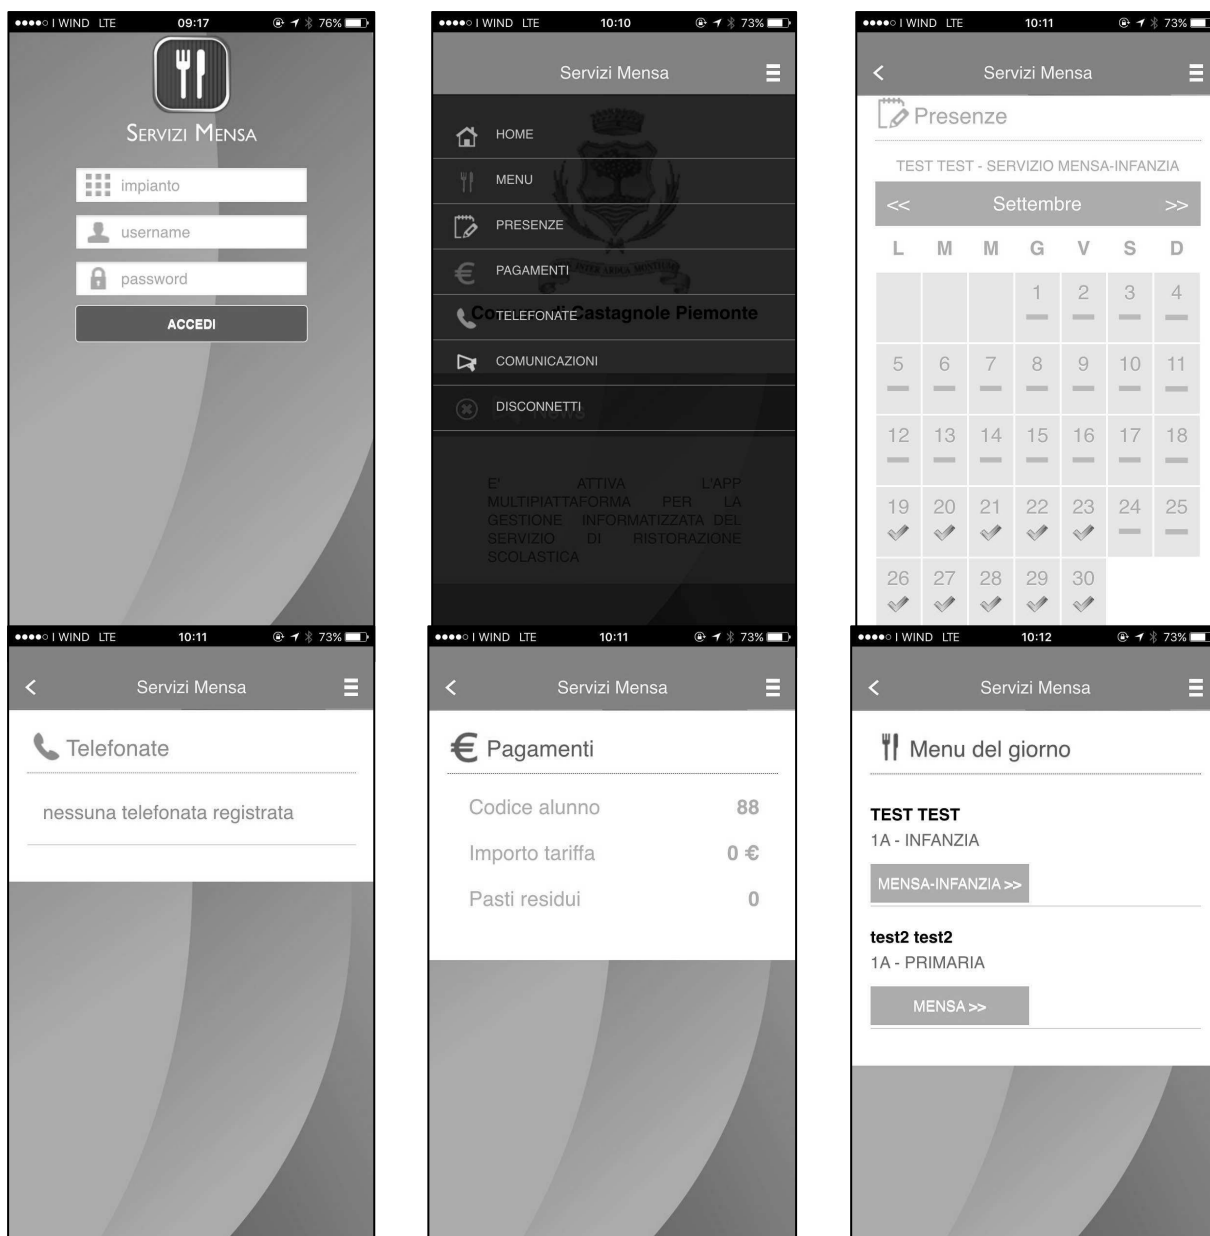 I WIND LTE 09:17 76%
SERVIZI MENSA
impianto
username
password
ACCEDI
I WIND LTE 10:10 73%
Servizi Mensa
HOME
MENU
PRESENZE
PAGAMENTI
TELEFONATE
Castagnole Piemonte
COMUNICAZIONI
DISCONNETTI
News
E' ATTIVA L'APP
MULTIPIATTAFORMA PER LA
GESTIONE INFORMATIZZATA DEL
SERVIZIO DI RISTORAZIONE
SCOLASTICA
I WIND LTE 10:11 73%
< Servizi Mensa
Presenze
TEST TEST - SERVIZIO MENSA-INFANZIA
<< Settembre >>
L M M G V S D
1 2 3 4
5 6 7 8 9 10 11
12 13 14 15 16 17 18
19 20 21 22 23 24 25
26 27 28 29 30
I WIND LTE 10:11 73%
< Servizi Mensa
Telefonate
nessuna telefonata registrata
I WIND LTE 10:11 73%
< Servizi Mensa
€ Pagamenti
Codice alunno 88
Importo tariffa 0 €
Pasti residui 0
I WIND LTE 10:12 73%
< Servizi Mensa
Menu del giorno
TEST TEST
1A - INFANZIA
MENSA-INFANZIA >>
test2 test2
1A - PRIMARIA
MENSA >>